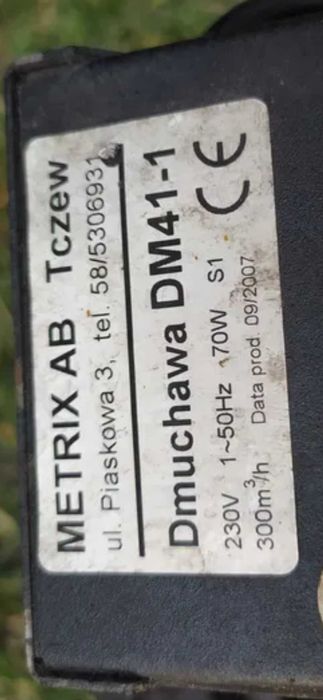 METRIX AB Tczew
ul. Piaskowa 3, tel. 58/5306931
Dmuchawa DM41-1
230V 1~50Hz 70W S1
300m³/h Data prod. 09/2007
CE